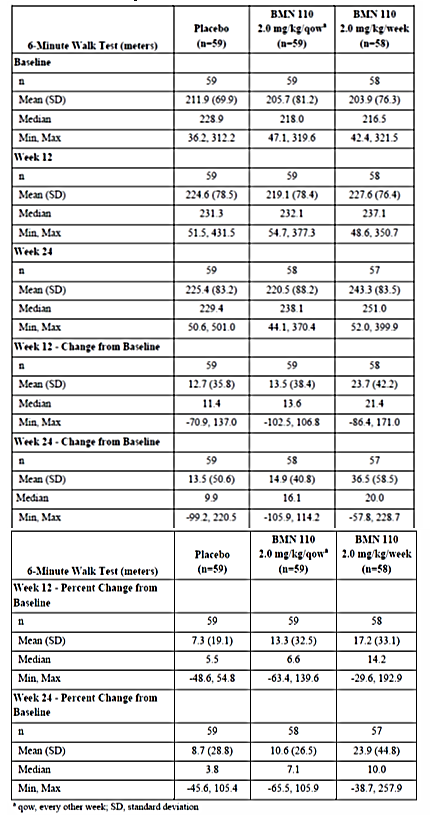 Placebo BMN 110 BMN 110
6-Minute Walk Test (meters) (n=59) 2.0 mg/kg/qowᵃ (n=59) 2.0 mg/kg/week (n=58)
Baseline
n 59 59 58
Mean (SD) 211.9 (69.9) 205.7 (81.2) 203.9 (76.3)
Median 228.9 218.0 216.5
Min, Max 36.2, 312.2 47.1, 319.6 42.4, 321.5
Week 12
n 59 59 58
Mean (SD) 224.6 (78.5) 219.1 (78.4) 227.6 (76.4)
Median 231.3 232.1 237.1
Min, Max 51.5, 431.5 54.7, 377.3 48.6, 350.7
Week 24
n 59 58 57
Mean (SD) 225.4 (83.2) 220.5 (88.2) 243.3 (83.5)
Median 229.4 238.1 251.0
Min, Max 50.6, 501.0 44.1, 370.4 52.0, 399.9
Week 12 - Change from Baseline
n 59 59 58
Mean (SD) 12.7 (35.8) 13.5 (38.4) 23.7 (42.2)
Median 11.4 13.6 21.4
Min, Max -70.9, 137.0 -102.5, 106.8 -86.4, 171.0
Week 24 - Change from Baseline
n 59 58 57
Mean (SD) 13.5 (50.6) 14.9 (40.8) 36.5 (58.5)
Median 9.9 16.1 20.0
Min, Max -99.2, 220.5 -105.9, 114.2 -57.8, 228.7
Placebo BMN 110 BMN 110
6-Minute Walk Test (meters) (n=59) 2.0 mg/kg/qowᵃ (n=59) 2.0 mg/kg/week (n=58)
Week 12 - Percent Change from
Baseline
n 59 59 58
Mean (SD) 7.3 (19.1) 13.3 (32.5) 17.2 (33.1)
Median 5.5 6.6 14.2
Min, Max -48.6, 54.8 -63.4, 139.6 -29.6, 192.9
Week 24 - Percent Change from
Baseline
n 59 58 57
Mean (SD) 8.7 (28.8) 10.6 (26.5) 23.9 (44.8)
Median 3.8 7.1 10.0
Min, Max -45.6, 105.4 -65.5, 105.9 -38.7, 257.9
ᵃ qow, every other week; SD, standard deviation